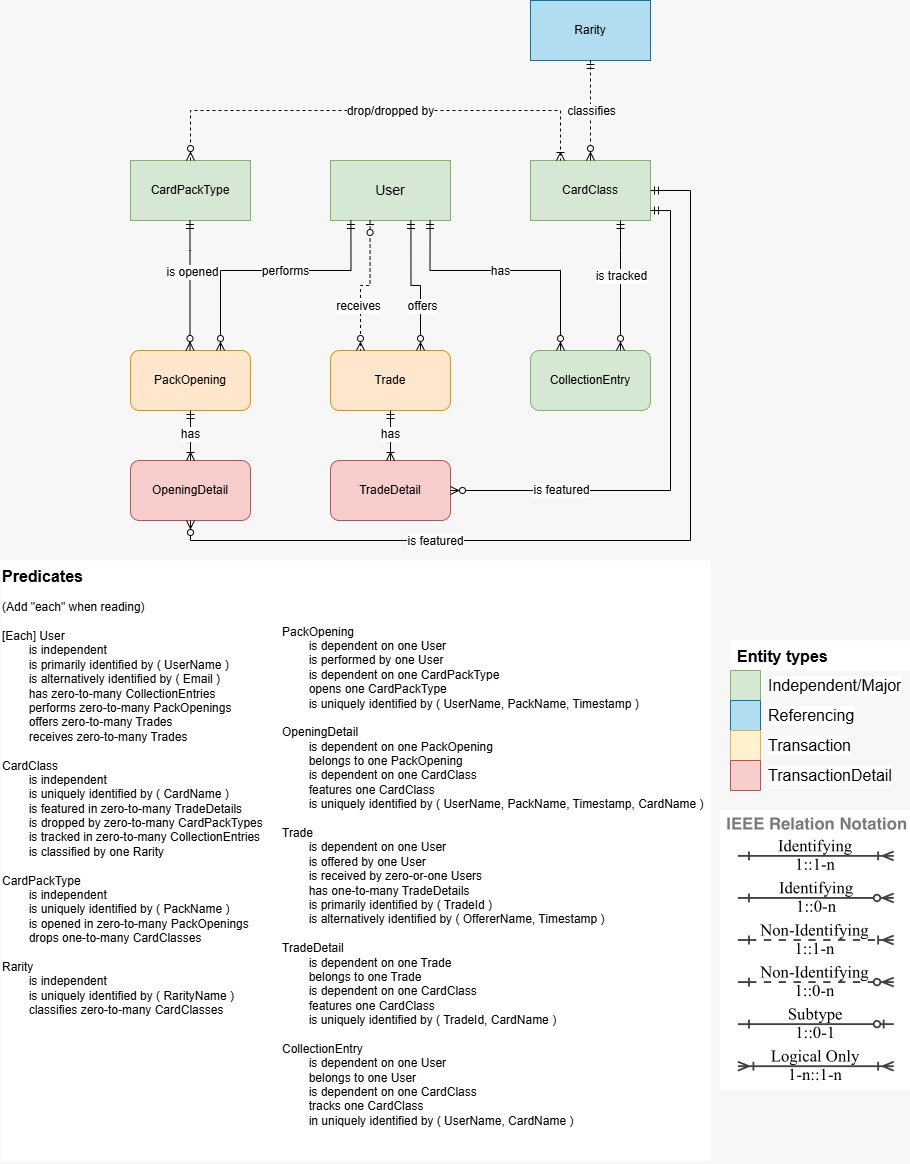 Rarity
drop/dropped by
classifies
CardPackType
User
CardClass
is opened
performs
has
is tracked
receives
offers
PackOpening
Trade
CollectionEntry
has
has
OpeningDetail
TradeDetail
is featured
is featured
Predicates
(Add "each" when reading)
[Each] User
is independent
is primarily identified by ( UserName )
is alternatively identified by ( Email )
has zero-to-many CollectionEntries
performs zero-to-many PackOpenings
offers zero-to-many Trades
receives zero-to-many Trades
CardClass
is independent
is uniquely identified by ( CardName )
is featured in zero-to-many TradeDetails
is dropped by zero-to-many CardPackTypes
is tracked in zero-to-many CollectionEntries
is classified by one Rarity
CardPackType
is independent
is uniquely identified by ( PackName )
is opened in zero-to-many PackOpenings
drops one-to-many CardClasses
Rarity
is independent
is uniquely identified by ( RarityName )
classifies zero-to-many CardClasses
PackOpening
is dependent on one User
is performed by one User
is dependent on one CardPackType
opens one CardPackType
is uniquely identified by ( UserName, PackName, Timestamp )
OpeningDetail
is dependent on one PackOpening
belongs to one PackOpening
is dependent on one CardClass
features one CardClass
is uniquely identified by ( UserName, PackName, Timestamp, CardName )
Trade
is dependent on one User
is offered by one User
is received by zero-or-one Users
has one-to-many TradeDetails
is primarily identified by ( TradeId )
is alternatively identified by ( OffererName, Timestamp )
TradeDetail
is dependent on one Trade
belongs to one Trade
is dependent on one CardClass
features one CardClass
is uniquely identified by ( TradeId, CardName )
CollectionEntry
is dependent on one User
belongs to one User
is dependent on one CardClass
tracks one CardClass
in uniquely identified by ( UserName, CardName )
Entity types
Independent/Major
Referencing
Transaction
TransactionDetail
IEEE Relation Notation
Identifying
1::1-n
Identifying
1::0-n
Non-Identifying
1::1-n
Non-Identifying
1::0-n
Subtype
1::0-1
Logical Only
1-n::1-n